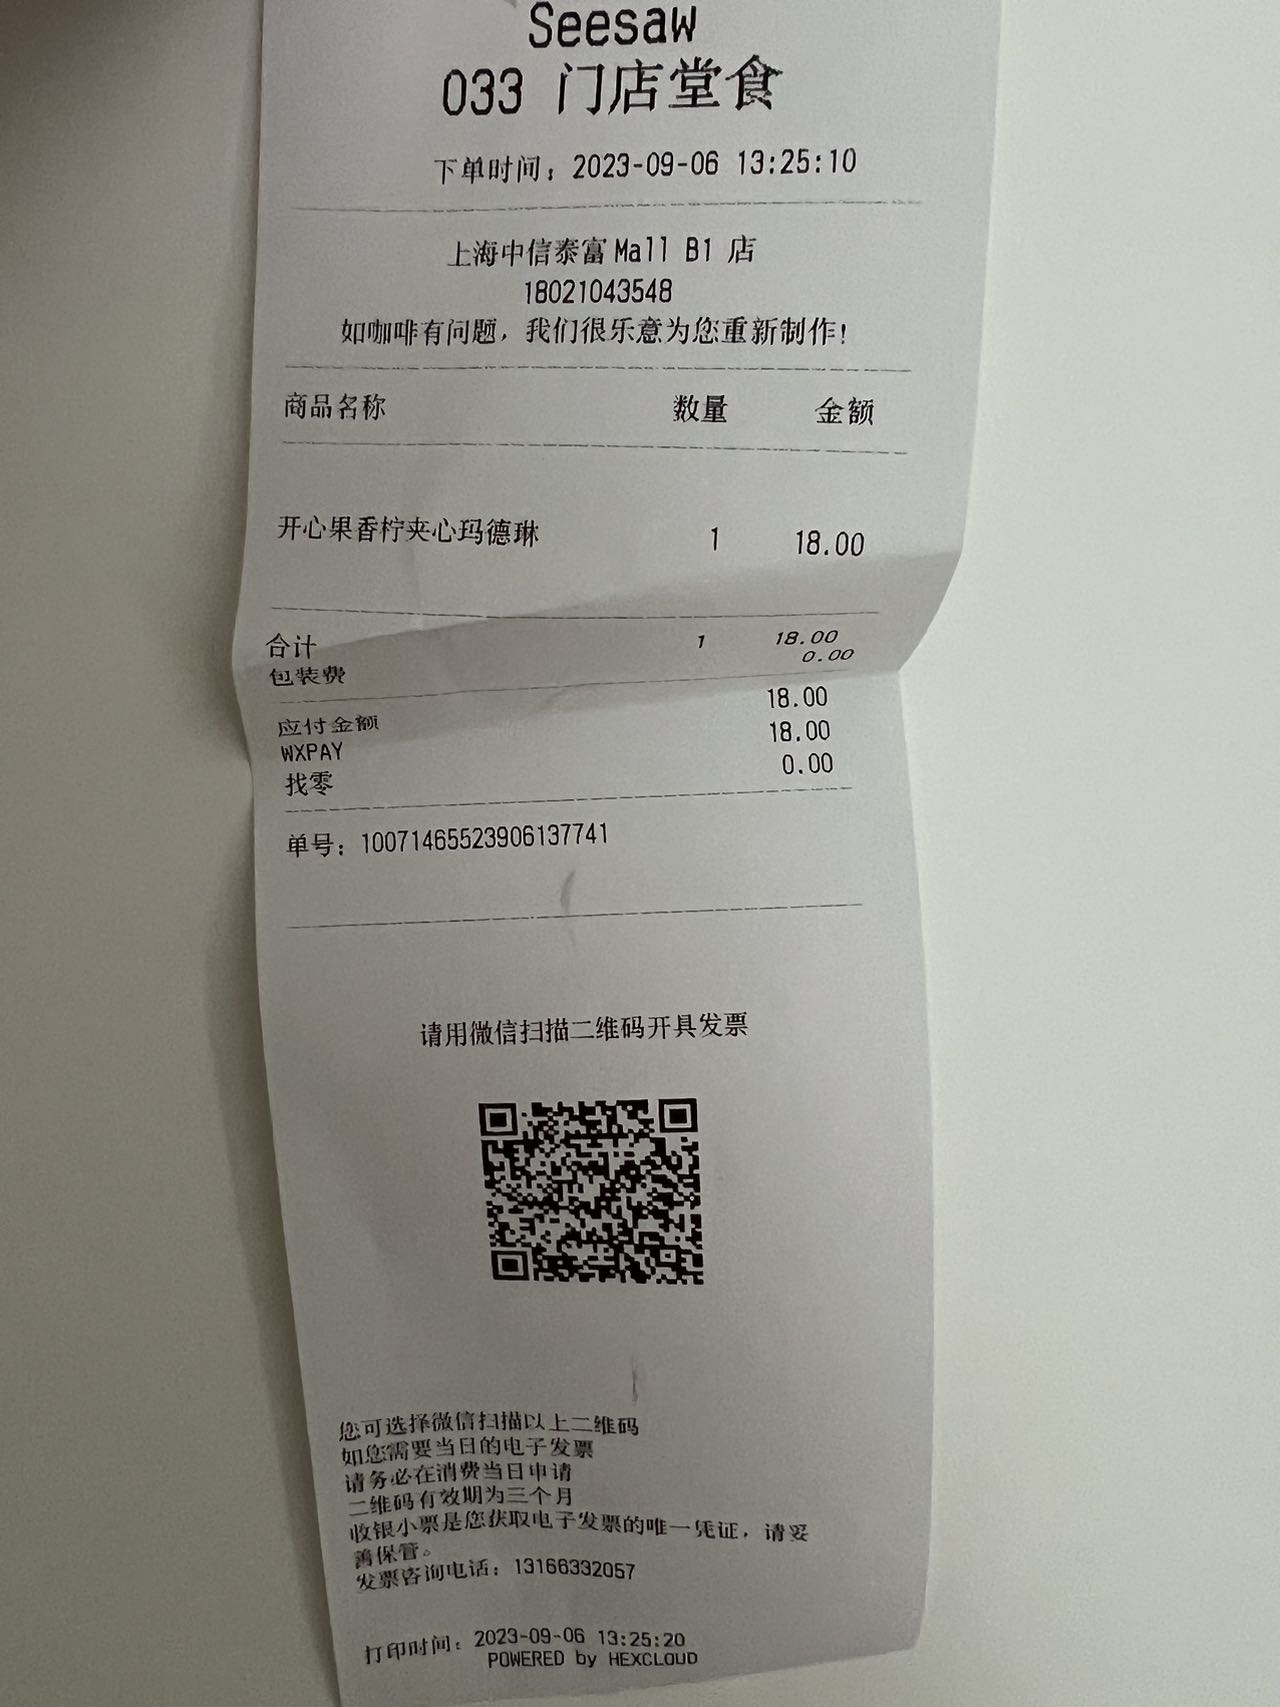 Seesaw
033 门店堂食
下单时间：2023-09-06 13:25:10
上海中信泰富Mall B1 店
18021043548
如咖啡有问题，我们很乐意为您重新制作！
商品名称 数量 金额
开心果香柠夹心玛德琳 1 18.00
合计 1 18.00
包装费 0.00
应付金额 18.00
WXPAY 18.00
找零 0.00
单号：10071465523906137741
请用微信扫描二维码开具发票
您可选择微信扫描以上二维码
如您需要当日的电子发票
请务必在消费当日申请
二维码有效期为三个月
收银小票是您获取电子发票的唯一凭证，请妥
善保管。
发票咨询电话：13166332057
打印时间：2023-09-06 13:25:20
POWERED by HEXCLOUD